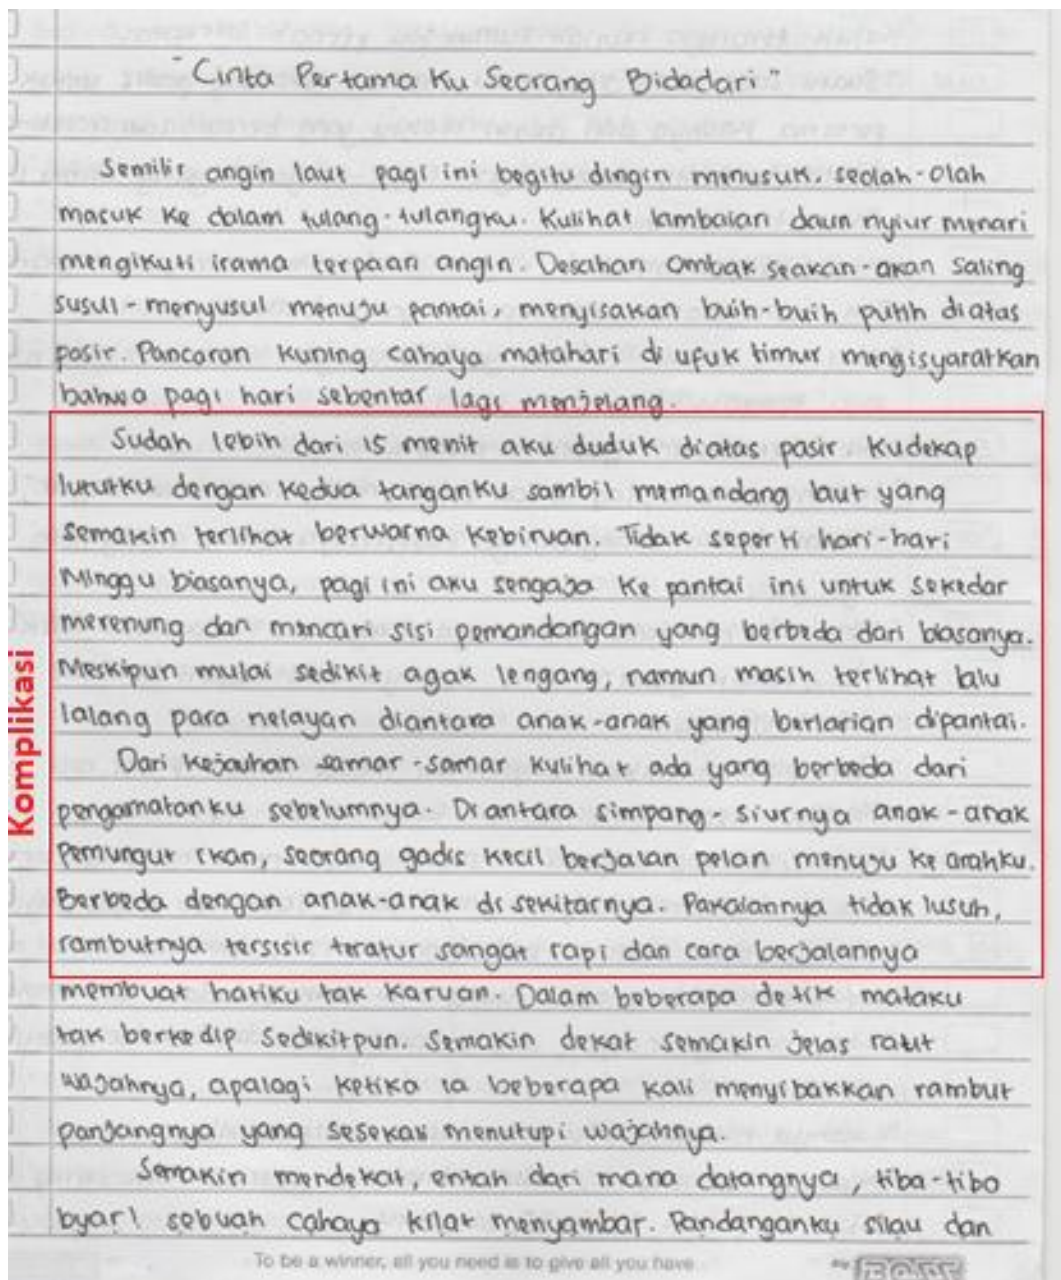 "Cinta Pertama Ku Seorang Bidadari"
Semilir angin laut pagi ini begitu dingin menusuk. seolah-olah
masuk ke dalam tulang-tulangku. Kulihat lambaian daun nyiur menari
mengikuti irama terpaan angin. Desahan ombak seakan-akan saling
susul-menyusul menuju pantai, menyisakan buih-buih putih diatas
pasir. Pancaran kuning cahaya matahari di ufuk timur mengisyaratkan
bahwa pagi hari sebentar lagi menjelang.
Sudah lebih dari 15 menit aku duduk diatas pasir Kudekap
lututku dengan kedua tanganku sambil memandang laut yang
semakin terlihat berwarna kebiruan. Tidak seperti hari-hari
Minggu biasanya, pagi ini aku sengaja ke pantai ini untuk sekedar
merenung dan mencari sisi pemandangan yang berbeda dari biasanya.
Meskipun mulai sedikit agak lengang, namun masih terlihat lalu
lalang para nelayan diantara anak-anak yang berlarian dipantai.
Komplikasi
Dari kejauhan samar-samar kulihat ada yang berbeda dari
pengamatanku sebelumnya. Diantara simpang-siurnya anak-anak
pemungut ikan, seorang gadis kecil berjalan pelan menuju ke arahku.
Berbeda dengan anak-anak di sekitarnya. Pakaiannya tidak lusuh,
rambutnya tersisir teratur sangat rapi dan cara berjalannya
membuat hatiku tak karuan. Dalam beberapa detik mataku
tak berkedip sedikitpun. Semakin dekat semakin jelas raut
wajahnya, apalagi ketika ia beberapa kali menyibakkan rambut
panjangnya yang sesekali menutupi wajahnya.
Semakin mendekat, entah dari mana datangnya, tiba-tiba
byar! sebuah cahaya kilat menyambar. Pandanganku silau dan
To be a winner, all you need is to give all you have
by